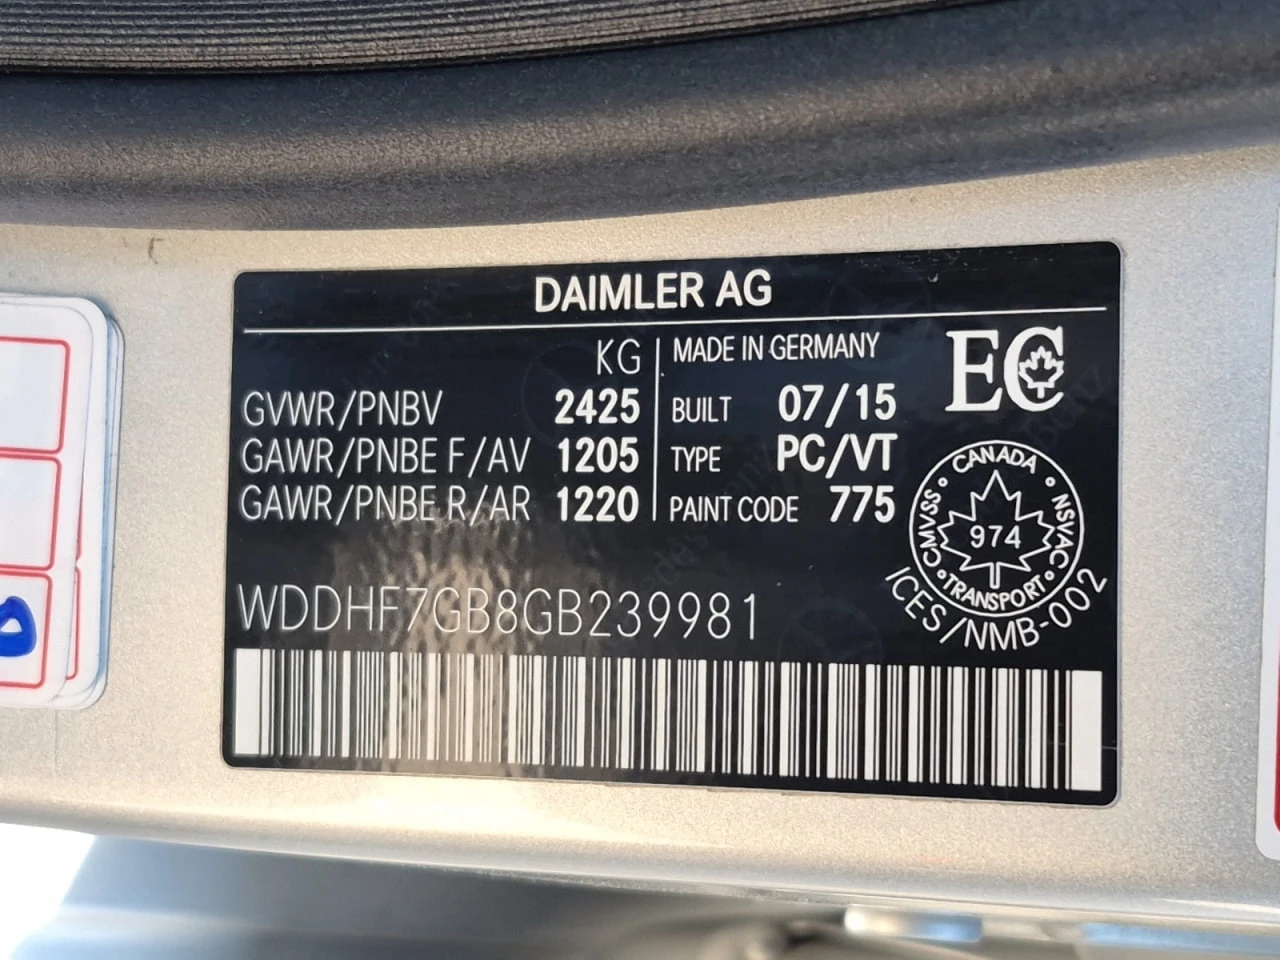 DAIMLER AG
KG
GVWR/PNBV 2425
GAWR/PNBE F/AV 1205
GAWR/PNBE R/AR 1220
MADE IN GERMANY
BUILT 07/15
TYPE PC/VT
PAINT CODE 775
EC
CANADA
CMVSS
NSVAC
974
TRANSPORT
ICES/NMB-002
WDDHF7GB8GB239981